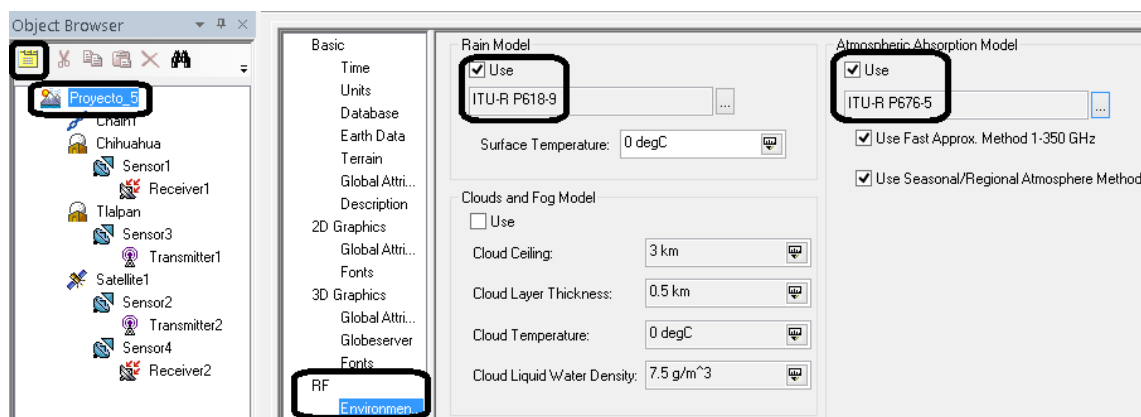 Object Browser
Proyecto_5
Chain1
Chihuahua
Sensor1
Receiver1
Tlalpan
Sensor3
Transmitter1
Satellite1
Sensor2
Transmitter2
Sensor4
Receiver2
Basic
Time
Units
Database
Earth Data
Terrain
Global Attri...
Description
2D Graphics
Global Attri...
Fonts
3D Graphics
Global Attri...
Globeserver
Fonts
RF
Environmen...
Rain Model
Use
ITU-R P618-9
...
Surface Temperature: 0 degC
Clouds and Fog Model
Use
Cloud Ceiling: 3 km
Cloud Layer Thickness: 0.5 km
Cloud Temperature: 0 degC
Cloud Liquid Water Density: 7.5 g/m^3
Atmospheric Absorption Model
Use
ITU-R P676-5
...
Use Fast Approx. Method 1-350 GHz
Use Seasonal/Regional Atmosphere Method